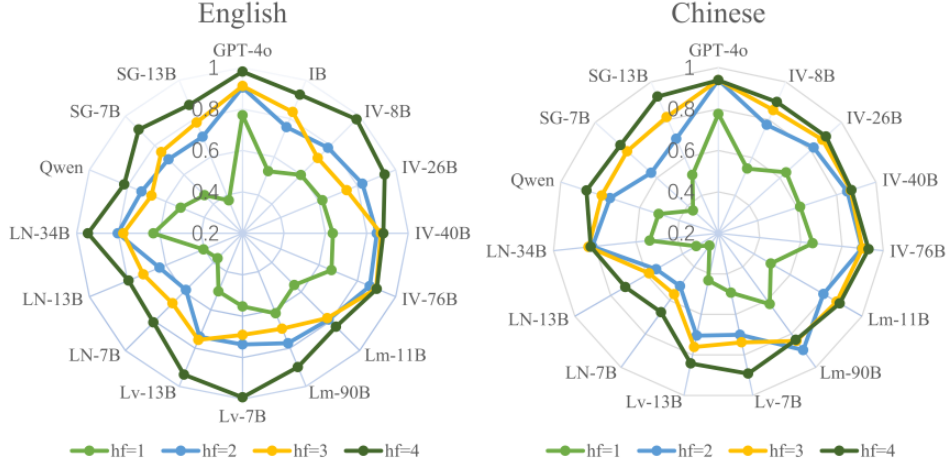 English
GPT-4o
IB
IV-8B
IV-26B
IV-40B
IV-76B
Lm-11B
Lm-90B
Lv-7B
Lv-13B
LN-7B
LN-13B
LN-34B
Qwen
SG-7B
SG-13B
1
0.8
0.6
0.4
0.2
hf=1 hf=2 hf=3 hf=4
Chinese
GPT-4o
IV-8B
IV-26B
IV-40B
IV-76B
Lm-11B
Lm-90B
Lv-7B
Lv-13B
LN-7B
LN-13B
LN-34B
Qwen
SG-7B
SG-13B
1
0.8
0.6
0.4
0.2
hf=1 hf=2 hf=3 hf=4